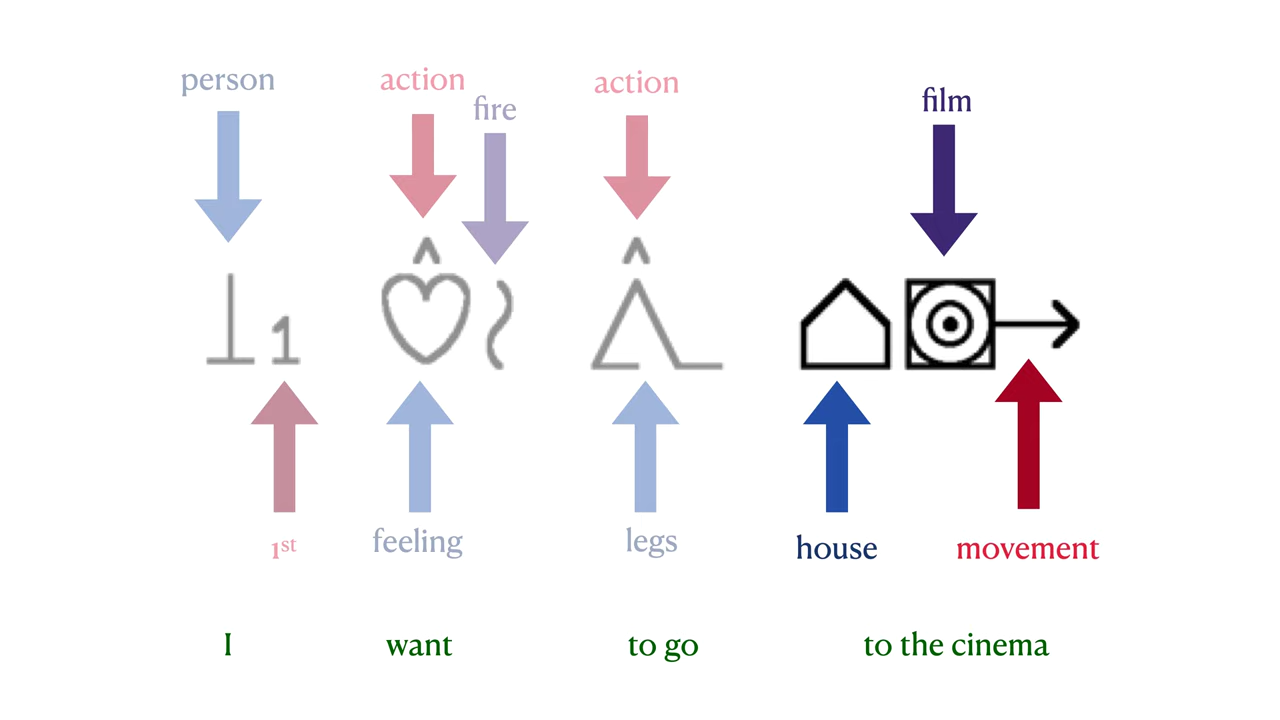 person
action
fire
action
film
1
1st
feeling
legs
house
movement
I want to go to the cinema